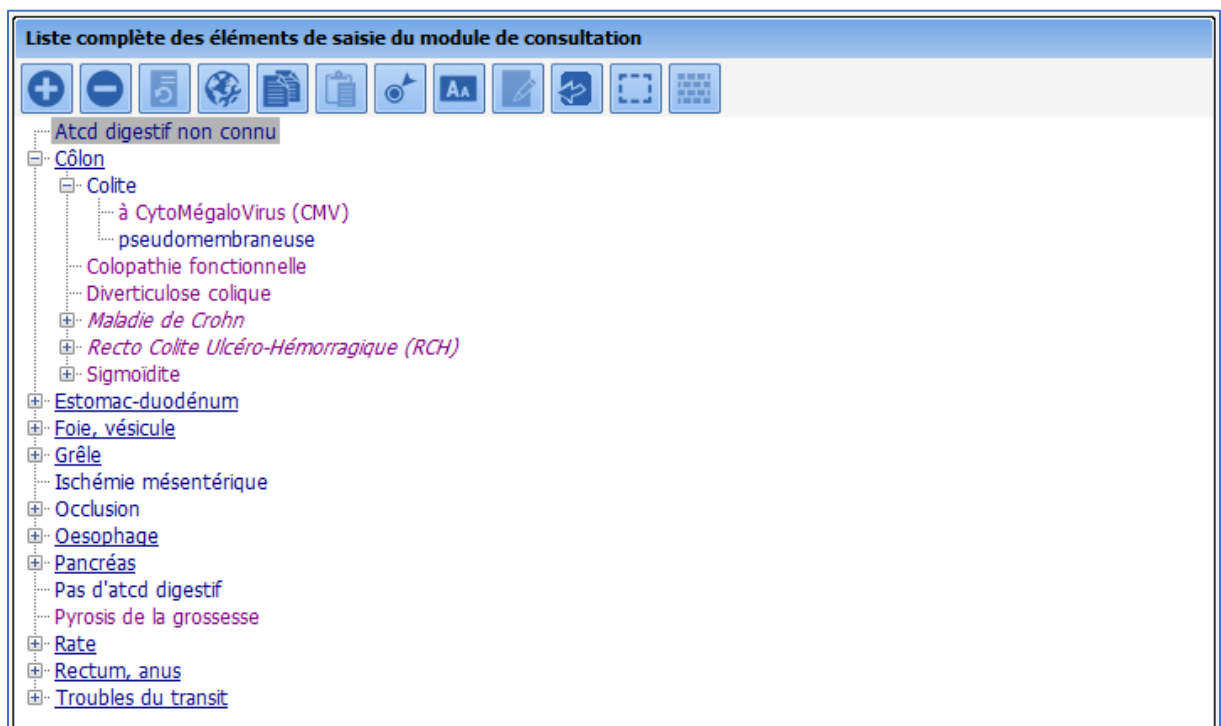 Liste complète des éléments de saisie du module de consultation
AA
Atcd digestif non connu
Côlon
Colite
à CytoMégaloVirus (CMV)
pseudomembraneuse
Colopathie fonctionnelle
Diverticulose colique
Maladie de Crohn
Recto Colite Ulcéro-Hémorragique (RCH)
Sigmoïdite
Estomac-duodénum
Foie, vésicule
Grêle
Ischémie mésentérique
Occlusion
Oesophage
Pancréas
Pas d'atcd digestif
Pyrosis de la grossesse
Rate
Rectum, anus
Troubles du transit